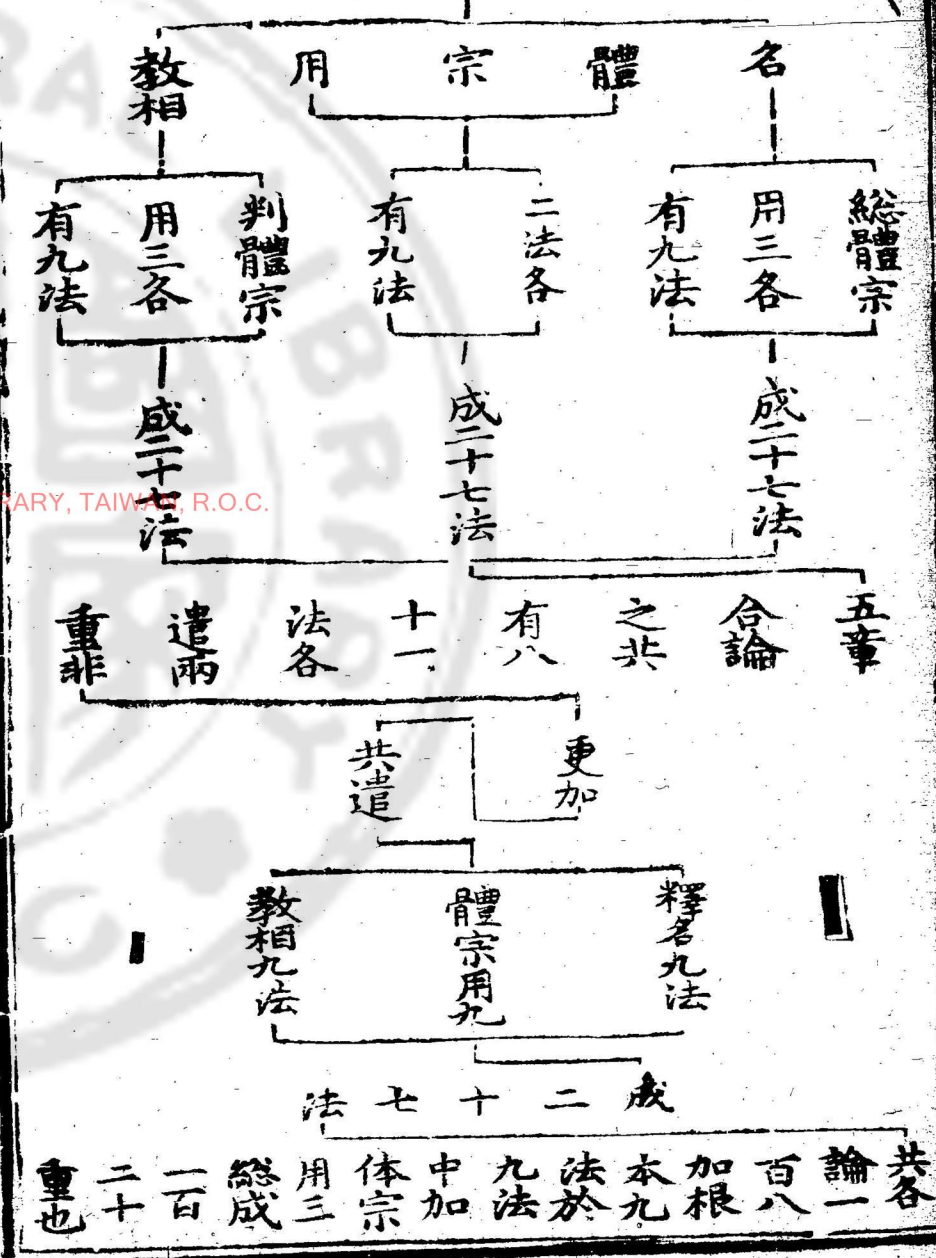 名
體
宗
用
教相
總體宗
用三各
有九法
二法各
有九法
判體宗
用三各
有九法
成二十七法
成二十七法
成二十七法
五章
合論
之共
有八
十一
法各
遣兩
重非
更加
共遣
釋名九法
體宗用九
教相九法
成二十七法
共各
論一
百八
加根
本九
法於
九法
中加
体宗
用三
總成
一百
二十
重也
RARY, TAIWAN, R.O.C.